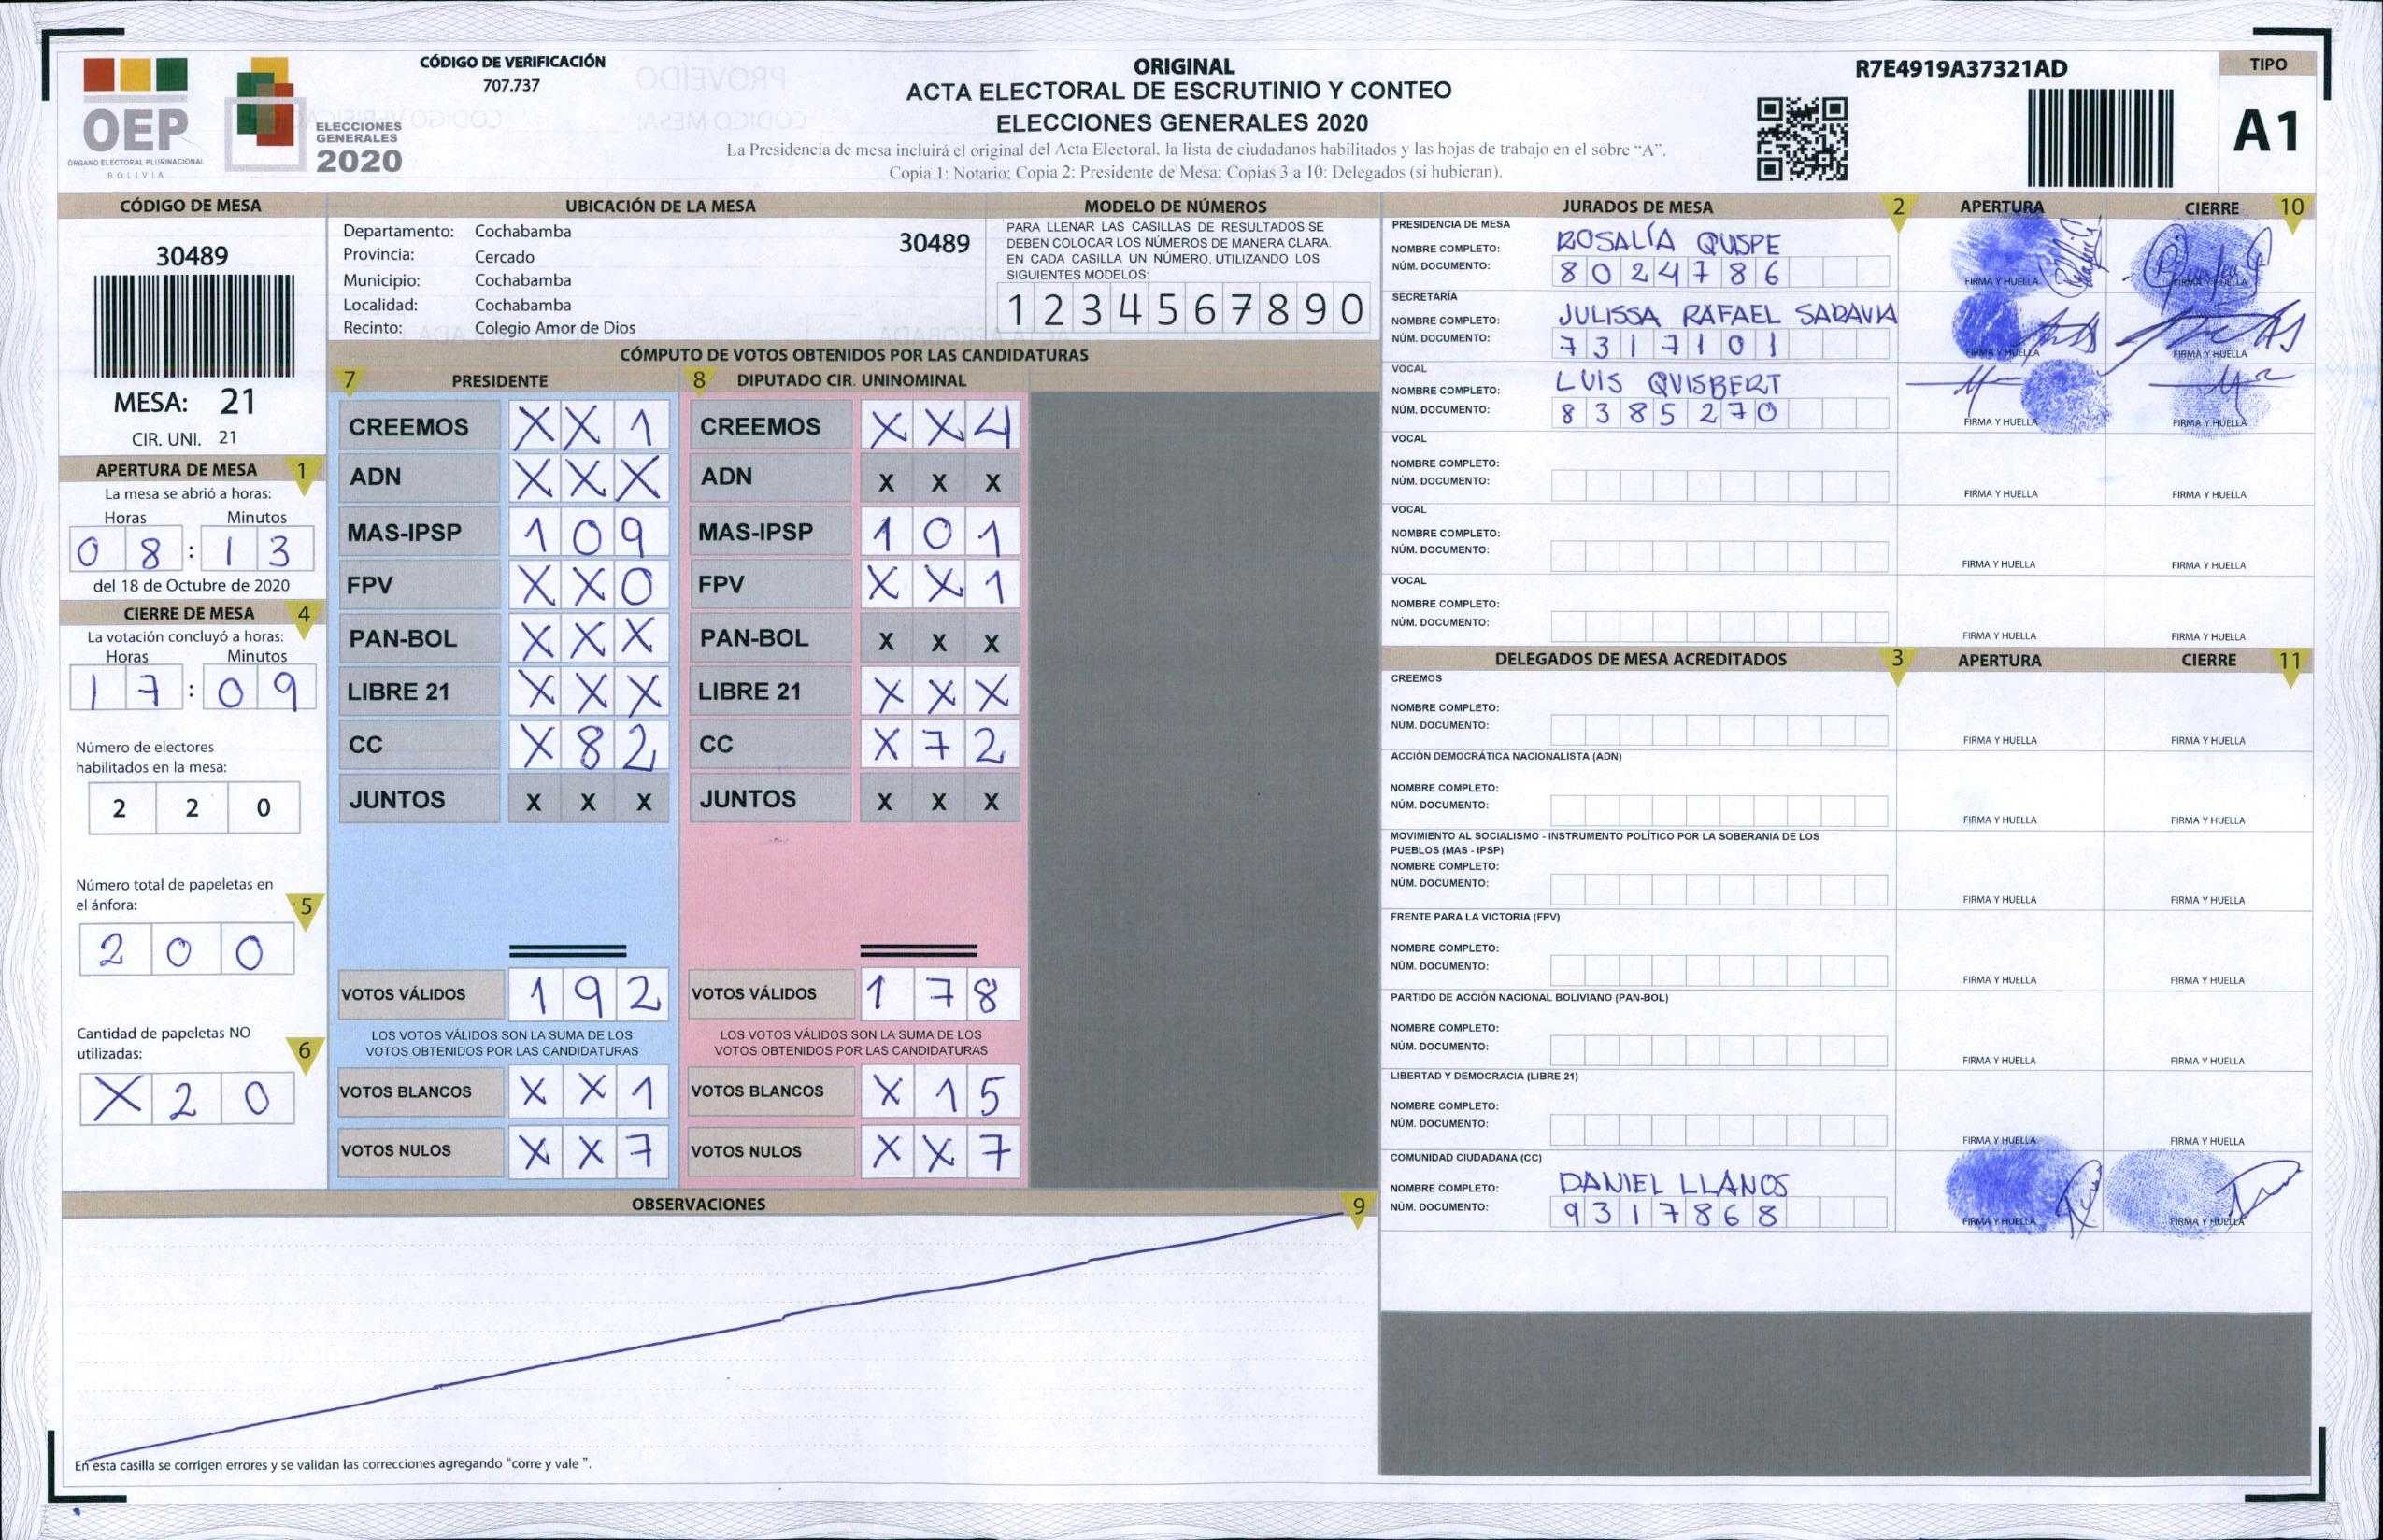 OEP
ÓRGANO ELECTORAL PLURINACIONAL
BOLIVIA
ELECCIONES
GENERALES
2020
CÓDIGO DE VERIFICACIÓN
707.737
ORIGINAL
ACTA ELECTORAL DE ESCRUTINIO Y CONTEO
ELECCIONES GENERALES 2020
La Presidencia de mesa incluirá el original del Acta Electoral, la lista de ciudadanos habilitados y las hojas de trabajo en el sobre “A”.
Copia 1: Notario; Copia 2: Presidente de Mesa; Copias 3 a 10: Delegados (si hubieran).
R7E4919A37321AD
TIPO
A1
CÓDIGO DE MESA
30489
MESA: 21
CIR. UNI. 21
APERTURA DE MESA 1
La mesa se abrió a horas:
Horas Minutos
0 8 : 1 3
del 18 de Octubre de 2020
CIERRE DE MESA 4
La votación concluyó a horas:
Horas Minutos
1 7 : 0 9
Número de electores
habilitados en la mesa:
2 2 0
Número total de papeletas en
el ánfora: 5
2 0 0
Cantidad de papeletas NO
utilizadas: 6
X 2 0
UBICACIÓN DE LA MESA
Departamento: Cochabamba 30489
Provincia: Cercado
Municipio: Cochabamba
Localidad: Cochabamba
Recinto: Colegio Amor de Dios
MODELO DE NÚMEROS
PARA LLENAR LAS CASILLAS DE RESULTADOS SE
DEBEN COLOCAR LOS NÚMEROS DE MANERA CLARA.
EN CADA CASILLA UN NÚMERO, UTILIZANDO LOS
SIGUIENTES MODELOS:
1 2 3 4 5 6 7 8 9 0
CÓMPUTO DE VOTOS OBTENIDOS POR LAS CANDIDATURAS
7 PRESIDENTE
CREEMOS X X 1
ADN X X X
MAS-IPSP 1 0 9
FPV X X 0
PAN-BOL X X X
LIBRE 21 X X X
CC X 8 2
JUNTOS X X X
VOTOS VÁLIDOS 1 9 2
LOS VOTOS VÁLIDOS SON LA SUMA DE LOS
VOTOS OBTENIDOS POR LAS CANDIDATURAS
VOTOS BLANCOS X X 1
VOTOS NULOS X X 7
8 DIPUTADO CIR. UNINOMINAL
CREEMOS X X 4
ADN X X X
MAS-IPSP 1 0 1
FPV X X 1
PAN-BOL X X X
LIBRE 21 X X X
CC X 7 2
JUNTOS X X X
VOTOS VÁLIDOS 1 7 8
LOS VOTOS VÁLIDOS SON LA SUMA DE LOS
VOTOS OBTENIDOS POR LAS CANDIDATURAS
VOTOS BLANCOS X 1 5
VOTOS NULOS X X 7
OBSERVACIONES 9
En esta casilla se corrigen errores y se validan las correcciones agregando “corre y vale ”.
JURADOS DE MESA 2 APERTURA CIERRE 10
PRESIDENCIA DE MESA
NOMBRE COMPLETO: ROSALÍA QUISPE
NÚM. DOCUMENTO: 8 0 2 4 7 8 6
FIRMA Y HUELLA FIRMA Y HUELLA
SECRETARÍA
NOMBRE COMPLETO: JULISSA RAFAEL SARAVIA
NÚM. DOCUMENTO: 7 3 1 7 1 0 1
FIRMA Y HUELLA FIRMA Y HUELLA
VOCAL
NOMBRE COMPLETO: LUIS QUISBERT
NÚM. DOCUMENTO: 8 3 8 5 2 7 0
FIRMA Y HUELLA FIRMA Y HUELLA
VOCAL
NOMBRE COMPLETO:
NÚM. DOCUMENTO:
FIRMA Y HUELLA FIRMA Y HUELLA
VOCAL
NOMBRE COMPLETO:
NÚM. DOCUMENTO:
FIRMA Y HUELLA FIRMA Y HUELLA
VOCAL
NOMBRE COMPLETO:
NÚM. DOCUMENTO:
FIRMA Y HUELLA FIRMA Y HUELLA
DELEGADOS DE MESA ACREDITADOS 3 APERTURA CIERRE 11
CREEMOS
NOMBRE COMPLETO:
NÚM. DOCUMENTO:
FIRMA Y HUELLA FIRMA Y HUELLA
ACCIÓN DEMOCRÁTICA NACIONALISTA (ADN)
NOMBRE COMPLETO:
NÚM. DOCUMENTO:
FIRMA Y HUELLA FIRMA Y HUELLA
MOVIMIENTO AL SOCIALISMO - INSTRUMENTO POLÍTICO POR LA SOBERANIA DE LOS
PUEBLOS (MAS - IPSP)
NOMBRE COMPLETO:
NÚM. DOCUMENTO:
FIRMA Y HUELLA FIRMA Y HUELLA
FRENTE PARA LA VICTORIA (FPV)
NOMBRE COMPLETO:
NÚM. DOCUMENTO:
FIRMA Y HUELLA FIRMA Y HUELLA
PARTIDO DE ACCIÓN NACIONAL BOLIVIANO (PAN-BOL)
NOMBRE COMPLETO:
NÚM. DOCUMENTO:
FIRMA Y HUELLA FIRMA Y HUELLA
LIBERTAD Y DEMOCRACIA (LIBRE 21)
NOMBRE COMPLETO:
NÚM. DOCUMENTO:
FIRMA Y HUELLA FIRMA Y HUELLA
COMUNIDAD CIUDADANA (CC)
NOMBRE COMPLETO: DANIEL LLANOS
NÚM. DOCUMENTO: 9 3 1 7 8 6 8
FIRMA Y HUELLA FIRMA Y HUELLA